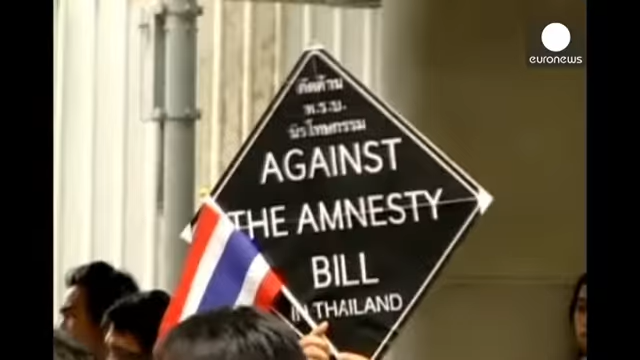 euronews
คัดค้าน
พ.ร.บ.
นิรโทษกรรม
AGAINST
THE AMNESTY
BILL
IN THAILAND